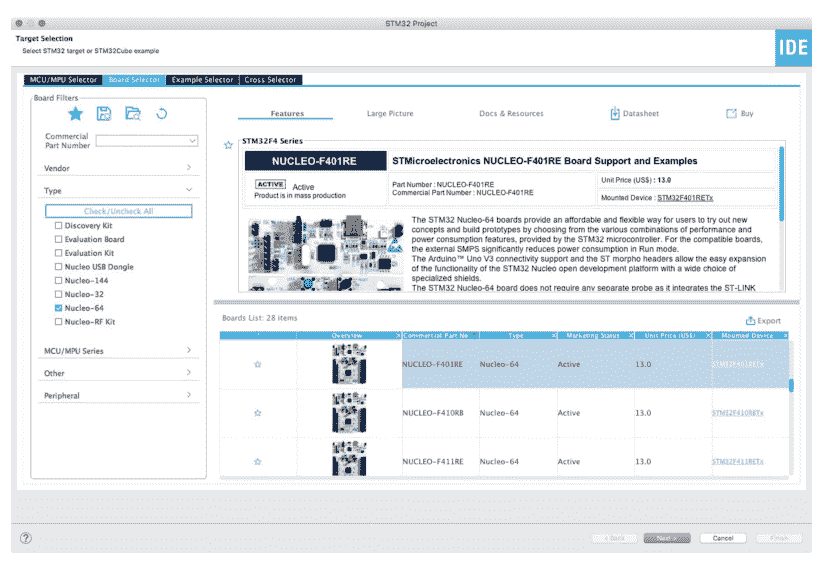 STM32 Project
Target Selection
Select STM32 target or STM32Cube example
IDE
MCU/MPU Selector Board Selector Example Selector Cross Selector
Board Filters
Commercial
Part Number
Vendor
Type
Check/Uncheck All
Discovery Kit
Evaluation Board
Evaluation Kit
Nucleo USB Dongle
Nucleo-144
Nucleo-32
Nucleo-64
Nucleo-RF Kit
MCU/MPU Series
Other
Peripheral
Features Large Picture Docs & Resources Datasheet Buy
STM32F4 Series
NUCLEO-F401RE
STMicroelectronics NUCLEO-F401RE Board Support and Examples
ACTIVE Active
Product is in mass production
Part Number : NUCLEO-F401RE
Commercial Part Number : NUCLEO-F401RE
Unit Price (US$) : 13.0
Mounted Device : STM32F401RETx
The STM32 Nucleo-64 boards provide an affordable and flexible way for users to try out new
concepts and build prototypes by choosing from the various combinations of performance and
power consumption features, provided by the STM32 microcontroller. For the compatible boards,
the external SMPS significantly reduces power consumption in Run mode.
The Arduino™ Uno V3 connectivity support and the ST morpho headers allow the easy expansion
of the functionality of the STM32 Nucleo open development platform with a wide choice of
specialized shields.
The STM32 Nucleo-64 board does not require any separate probe as it integrates the ST-LINK
Boards List: 28 items
Export
* Overview Commercial Part No Type Marketing Status Unit Price (US$) Mounted Device
NUCLEO-F401RE Nucleo-64 Active 13.0 STM32F401RETx
NUCLEO-F410RB Nucleo-64 Active 13.0 STM32F410RBTx
NUCLEO-F411RE Nucleo-64 Active 13.0 STM32F411RETx
? < Back Next > Cancel Finish